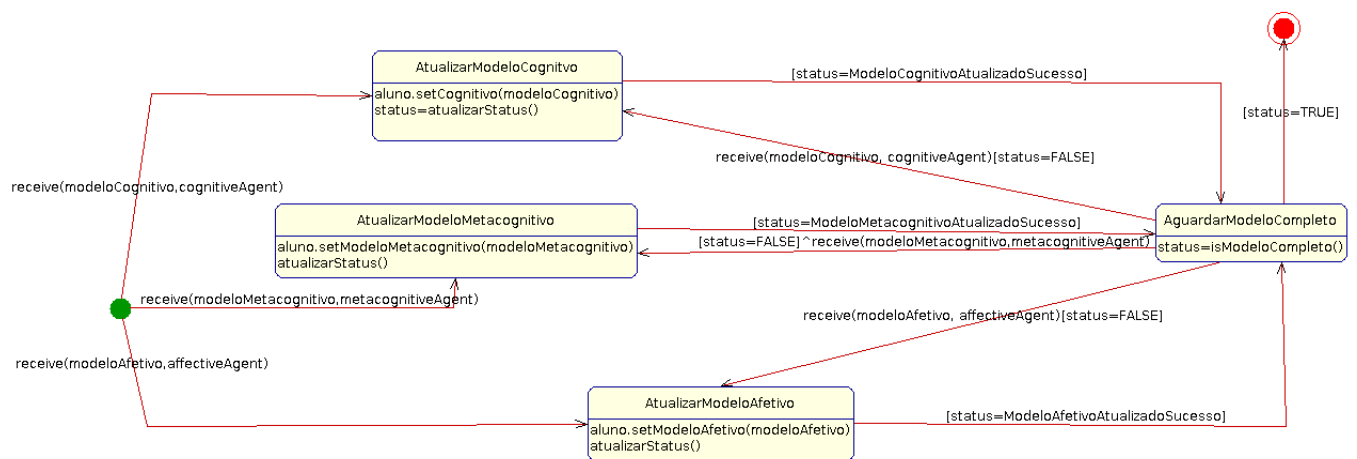 AtualizarModeloCognitvo
[status=ModeloCognitivoAtualizadoSucesso]
aluno.setCognitivo(modeloCognitivo)
status=atualizarStatus()
[status=TRUE]
receive(modeloCognitivo, cognitiveAgent)[status=FALSE]
receive(modeloCognitivo,cognitiveAgent)
AtualizarModeloMetacognitivo
[status=ModeloMetacognitivoAtualizadoSucesso]
AguardarModeloCompleto
aluno.setModeloMetacognitivo(modeloMetacognitivo)
atualizarStatus()
[status=FALSE]^receive(modeloMetacognitivo,metacognitiveAgent)
status=isModeloCompleto()
receive(modeloMetacognitivo,metacognitiveAgent)
receive(modeloAfetivo, affectiveAgent)[status=FALSE]
receive(modeloAfetivo,affectiveAgent)
AtualizarModeloAfetivo
[status=ModeloAfetivoAtualizadoSucesso]
aluno.setModeloAfetivo(modeloAfetivo)
atualizarStatus()